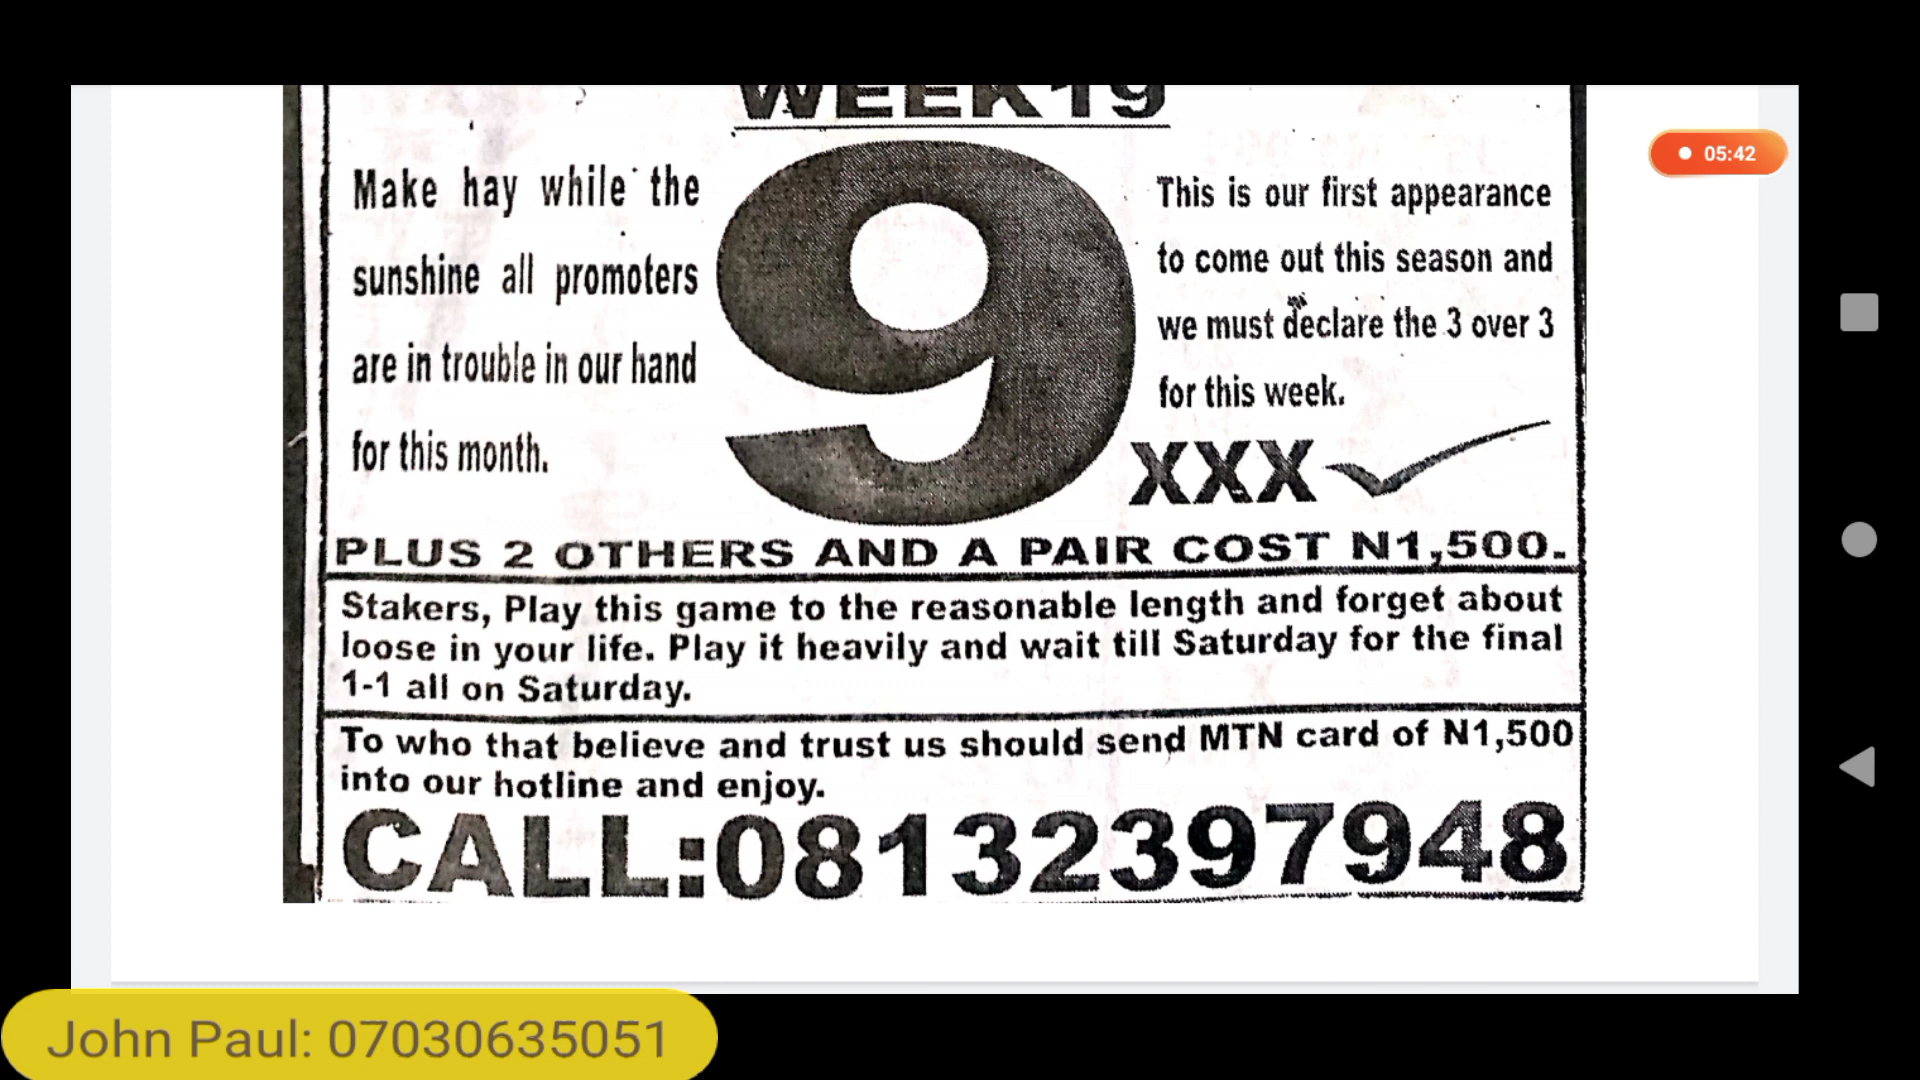 WEEK19
Make hay while the
sunshine all promoters
are in trouble in our hand
for this month.
9
This is our first appearance
to come out this season and
we must declare the 3 over 3
for this week.
XXX
PLUS 2 OTHERS AND A PAIR COST N1,500.
Stakers, Play this game to the reasonable length and forget about
loose in your life. Play it heavily and wait till Saturday for the final
1-1 all on Saturday.
To who that believe and trust us should send MTN card of N1,500
into our hotline and enjoy.
CALL:08132397948
05:42
John Paul: 07030635051